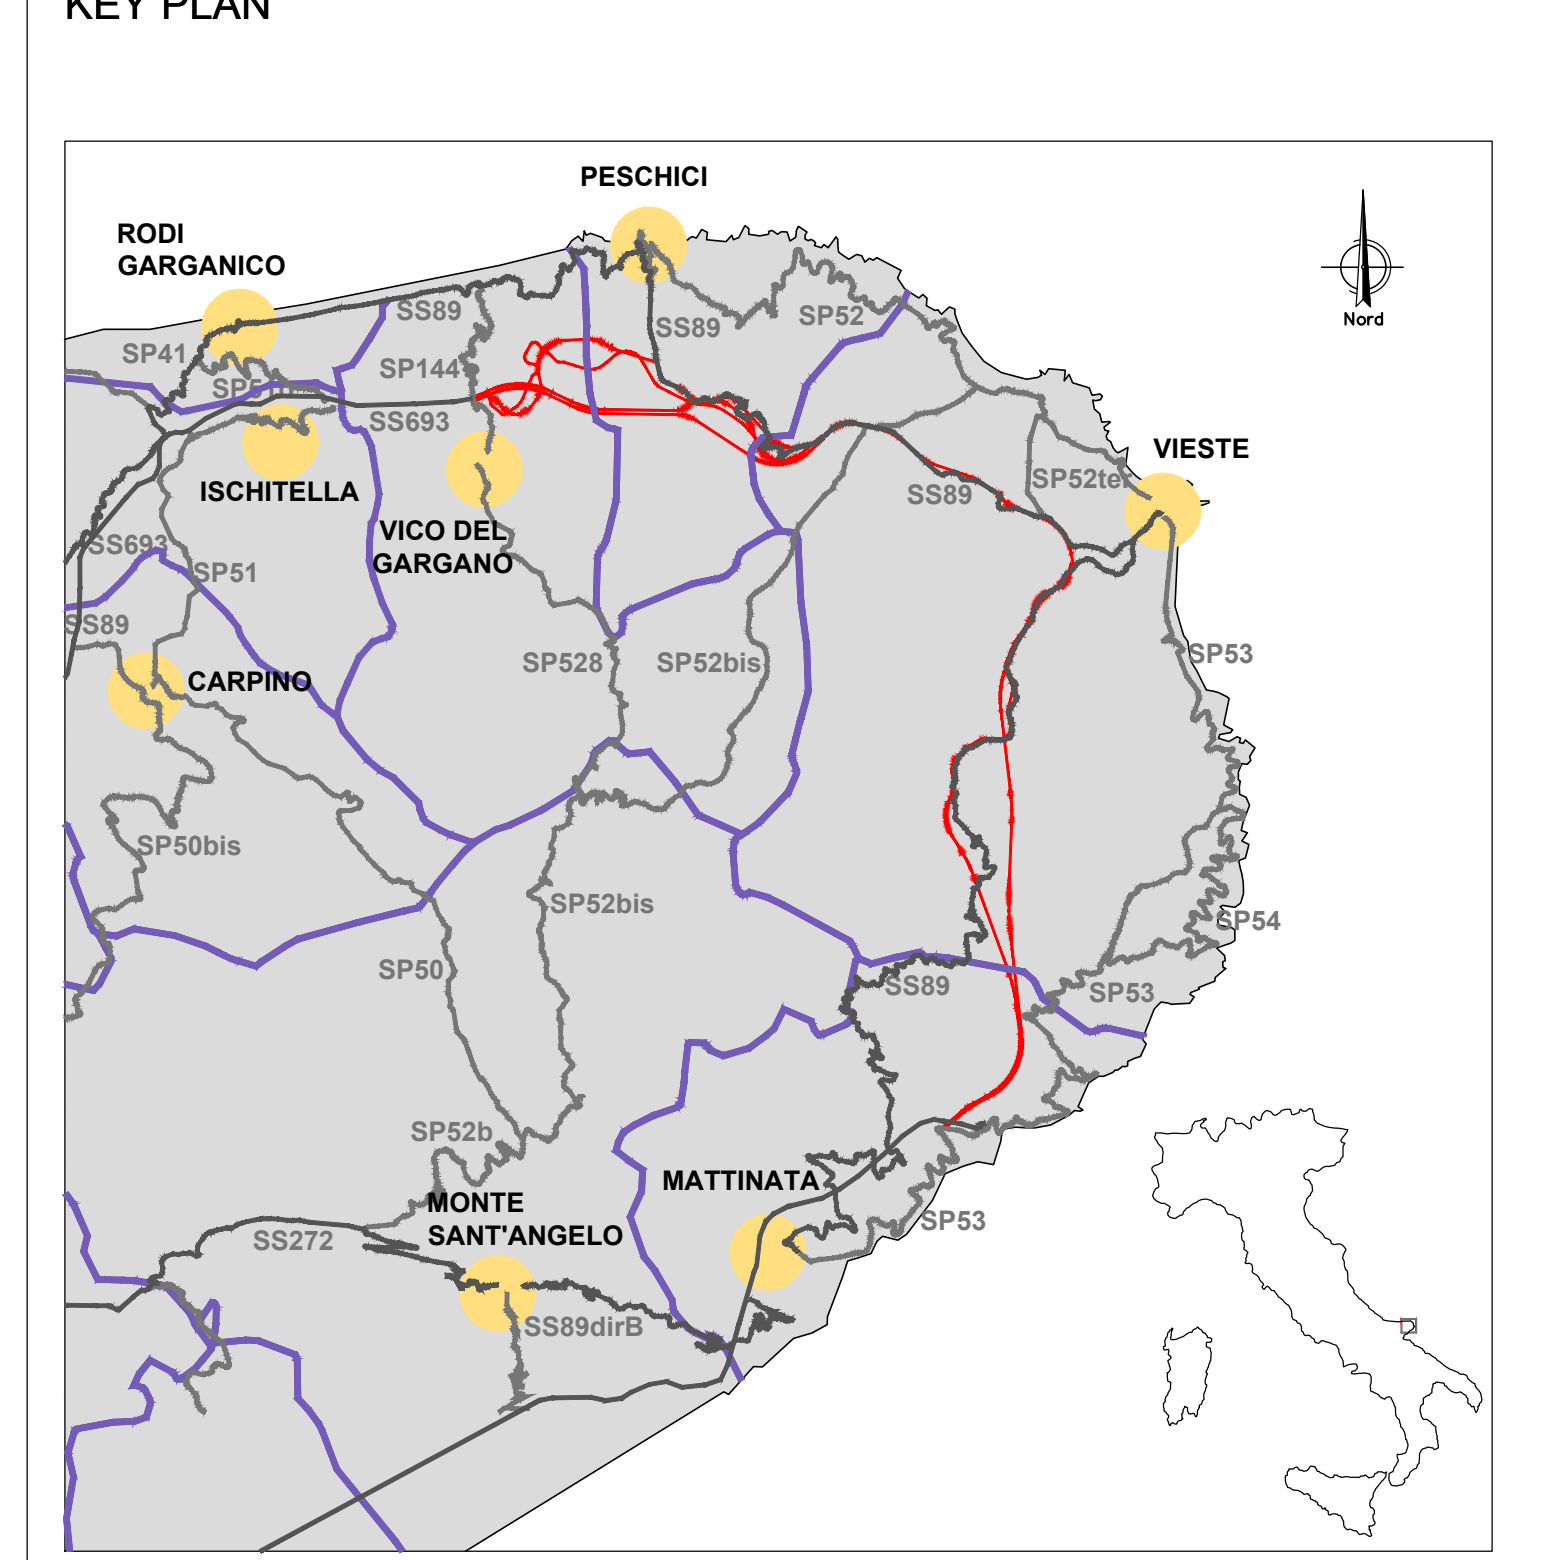 KEY PLAN
PESCHICI
RODI
GARGANICO
Nord
SS89
SP52
SS89
SP41
SP144
SP51b
SS693
VIESTE
SP52ter
ISCHITELLA
SS89
VICO DEL
GARGANO
SS693
SP51
SS89
SP53
SP528
SP52bis
CARPINO
SP50bis
SP52bis
SP54
SP50
SS89
SP53
SP52b
MATTINATA
MONTE
SANT'ANGELO
SP53
SS272
SS89dirB